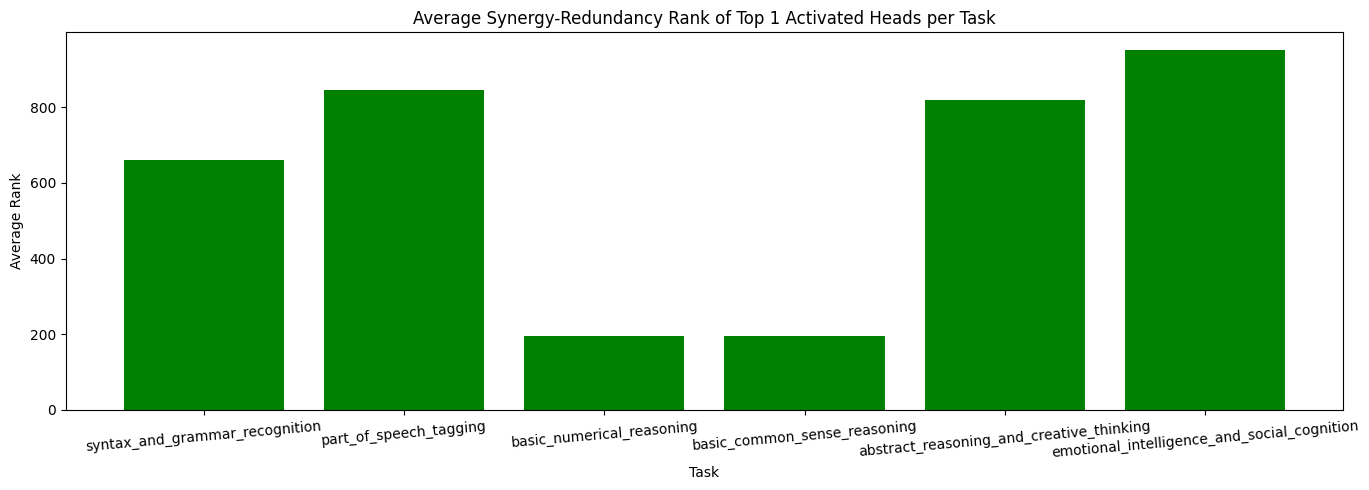 Average Synergy-Redundancy Rank of Top 1 Activated Heads per Task
Average Rank
800
600
400
200
0
syntax_and_grammar_recognition
part_of_speech_tagging
basic_numerical_reasoning
basic_common_sense_reasoning
abstract_reasoning_and_creative_thinking
emotional_intelligence_and_social_cognition
Task